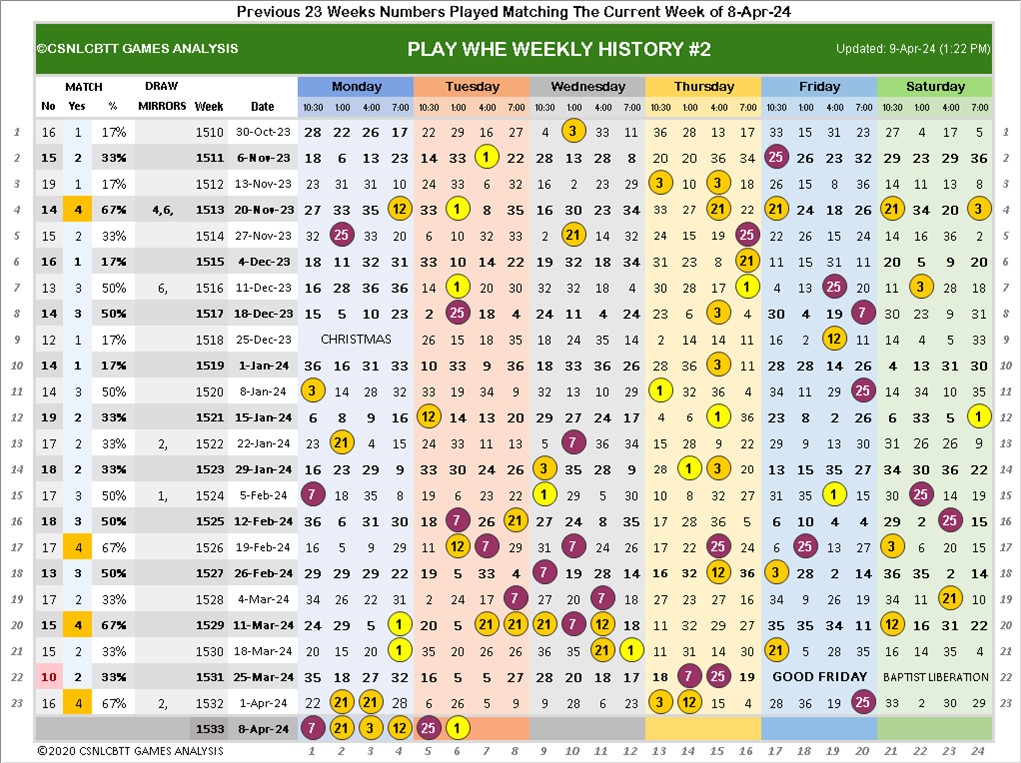 Previous 23 Weeks Numbers Played Matching The Current Week of 8-Apr-24
©CSNLCBTT GAMES ANALYSIS PLAY WHE WEEKLY HISTORY #2 Updated: 9-Apr-24 (1:22 PM)
MATCH DRAW Monday Tuesday Wednesday Thursday Friday Saturday
No Yes % MIRRORS Week Date 10:30 1:00 4:00 7:00 10:30 1:00 4:00 7:00 10:30 1:00 4:00 7:00 10:30 1:00 4:00 7:00 10:30 1:00 4:00 7:00 10:30 1:00 4:00 7:00
1 16 1 17% 1510 30-Oct-23 28 22 26 17 22 29 16 27 4 3 33 11 36 28 13 17 33 15 31 23 27 4 17 5 1
2 15 2 33% 1511 6-Nov-23 18 6 13 23 14 33 1 22 28 13 28 8 20 20 36 34 25 26 23 32 29 23 29 36 2
3 19 1 17% 1512 13-Nov-23 23 31 31 10 24 33 6 32 16 2 23 29 3 10 3 18 26 15 8 36 14 11 13 8 3
4 14 4 67% 4,6, 1513 20-Nov-23 27 33 35 12 33 1 8 35 16 30 23 34 33 27 21 22 21 24 18 26 21 34 20 3 4
5 15 2 33% 1514 27-Nov-23 32 25 33 20 6 10 32 33 2 21 14 32 24 15 19 25 22 26 15 24 14 16 36 2 5
6 16 1 17% 1515 4-Dec-23 18 11 32 31 33 10 14 22 19 32 18 34 31 23 8 21 11 15 31 11 20 5 9 20 6
7 13 3 50% 6, 1516 11-Dec-23 16 28 36 36 14 1 20 30 32 32 18 4 30 28 17 1 4 13 25 20 11 3 28 18 7
8 14 3 50% 1517 18-Dec-23 15 5 10 23 2 25 18 4 24 11 4 24 23 6 3 4 30 4 19 7 30 23 9 31 8
9 12 1 17% 1518 25-Dec-23 CHRISTMAS 26 15 18 35 18 24 35 14 2 14 14 11 16 2 12 11 14 4 5 33 9
10 14 1 17% 1519 1-Jan-24 36 16 31 33 10 33 9 36 18 33 36 26 28 36 3 11 28 28 14 26 4 13 31 30 10
11 14 3 50% 1520 8-Jan-24 3 14 28 32 33 19 34 9 32 13 10 29 1 32 36 4 34 28 11 25 14 34 10 35 11
12 19 2 33% 1521 15-Jan-24 6 8 9 16 12 14 13 20 29 27 24 17 4 6 1 36 23 8 2 26 6 33 5 1 12
13 17 2 33% 2, 1522 22-Jan-24 23 21 4 15 24 33 11 13 5 7 36 34 15 28 9 22 29 9 13 30 31 26 26 9 13
14 18 2 33% 1523 29-Jan-24 16 23 29 9 33 30 24 26 3 35 28 9 28 1 3 20 13 15 35 27 34 30 36 22 14
15 17 3 50% 1, 1524 5-Feb-24 7 18 35 8 19 6 23 22 1 29 5 30 10 8 32 27 31 35 1 15 30 22 14 19 15
16 18 3 50% 1525 12-Feb-24 36 6 31 30 18 7 26 21 27 24 8 35 17 28 36 5 6 10 4 4 29 2 25 15 16
17 17 4 67% 1526 19-Feb-24 16 5 9 29 11 12 7 29 31 7 24 26 17 22 25 24 6 25 13 27 3 6 20 15 17
18 13 3 50% 1527 26-Feb-24 29 29 29 22 19 5 33 4 7 19 28 14 16 32 12 36 3 28 2 14 36 35 2 14 18
19 17 2 33% 1528 4-Mar-24 34 26 22 31 2 24 17 7 27 20 7 18 27 23 27 16 34 9 26 19 34 31 21 10 19
20 15 4 67% 1529 11-Mar-24 24 29 5 1 20 5 21 21 21 7 12 18 11 32 29 27 35 35 34 11 12 16 31 22 20
21 15 2 33% 1530 18-Mar-24 20 15 20 1 35 20 16 11 36 11 21 1 11 31 14 30 21 5 28 35 35 5 28 15 21
22 10 2 33% 1531 25-Mar-24 35 18 27 32 16 5 5 27 28 20 18 17 18 7 25 19 GOOD FRIDAY BAPTIST LIBERATION 22
23 16 4 67% 2, 1532 1-Apr-24 22 21 21 28 6 26 5 9 9 26 5 9 3 12 15 4 28 36 19 25 33 2 30 29 23
1533 8-Apr-24 7 21 3 12 25 1
©2020 CSNLCBTT GAMES ANALYSIS 1 2 3 4 5 6 7 8 9 10 11 12 13 14 15 16 17 18 19 20 21 22 23 24